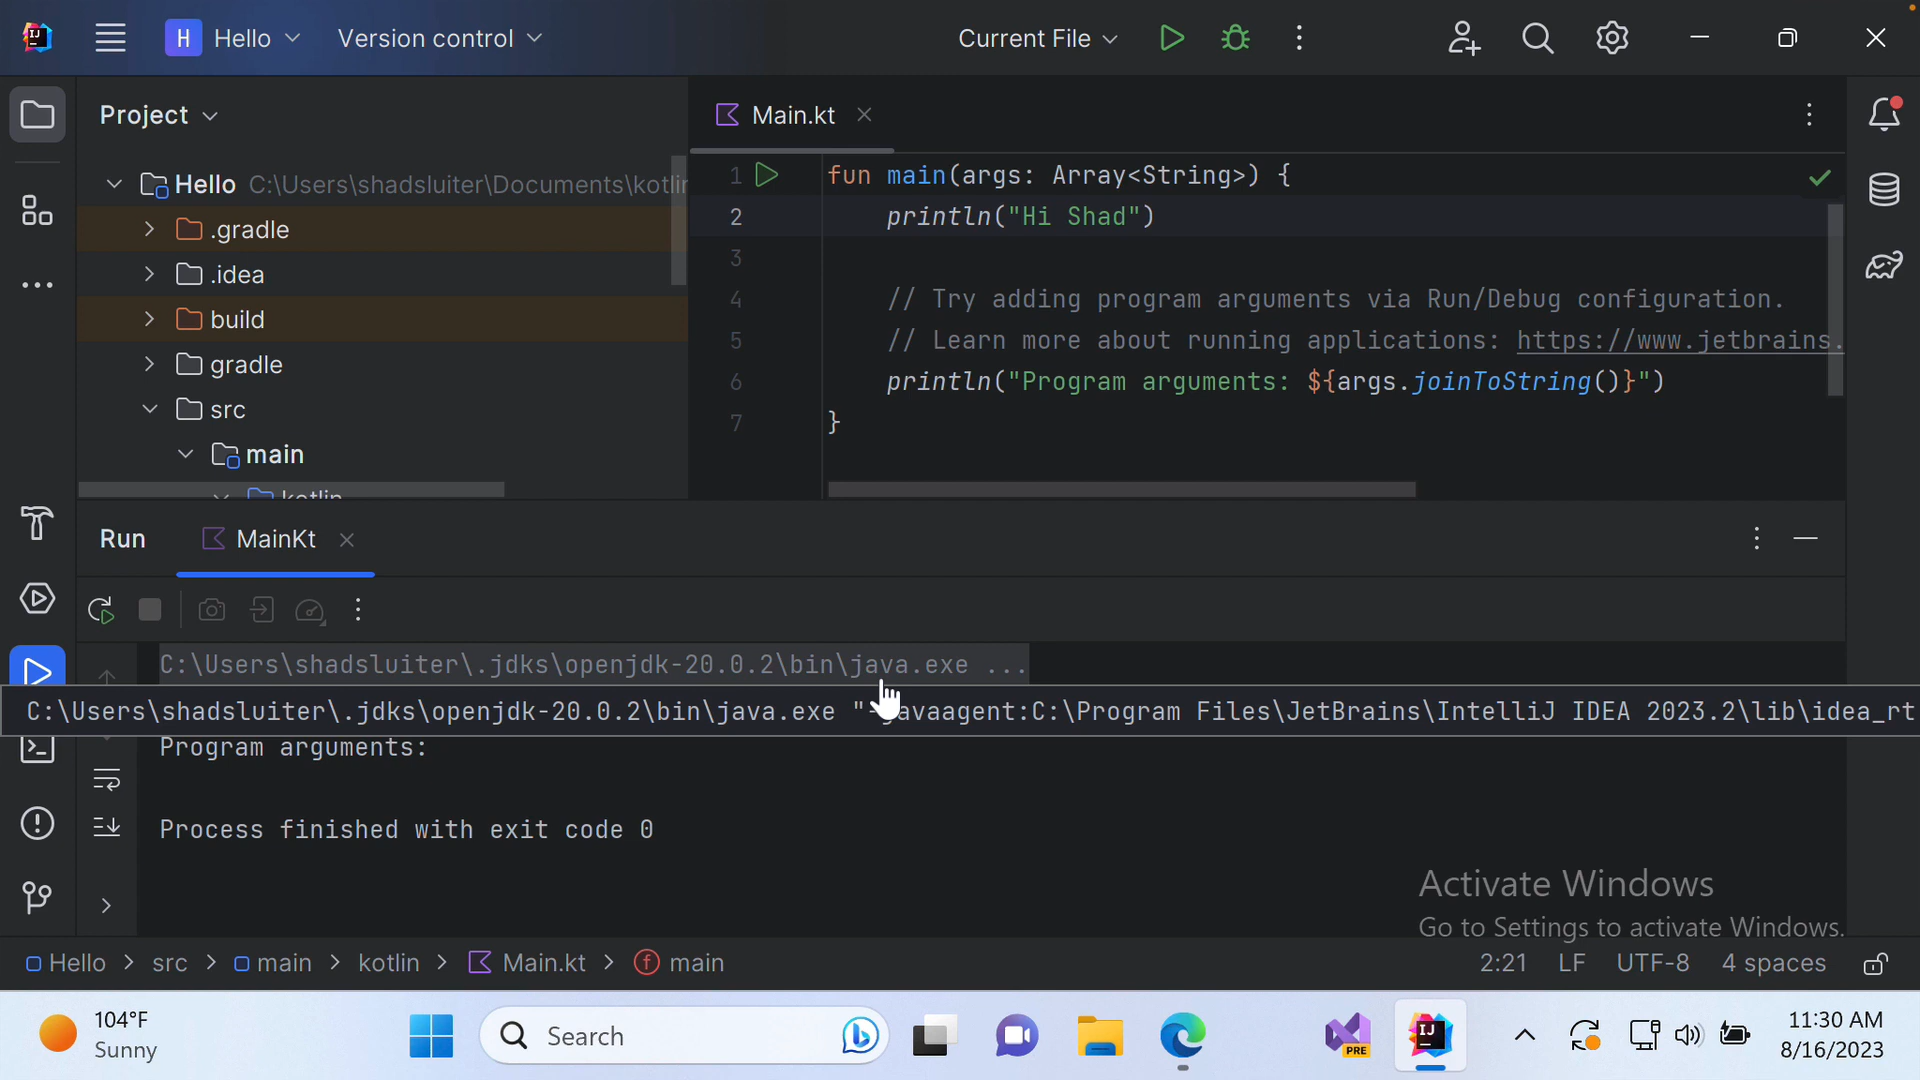 H Hello Version control Current File
Project
Hello C:\Users\shadsluiter\Documents\kotlin
.gradle
.idea
build
gradle
src
main
kotlin
Main.kt
1 fun main(args: Array<String>) {
2 println("Hi Shad")
3
4 // Try adding program arguments via Run/Debug configuration.
5 // Learn more about running applications: https://www.jetbrains.
6 println("Program arguments: ${args.joinToString()}")
7 }
Run MainKt
C:\Users\shadsluiter\.jdks\openjdk-20.0.2\bin\java.exe ...
C:\Users\shadsluiter\.jdks\openjdk-20.0.2\bin\java.exe "-javaagent:C:\Program Files\JetBrains\IntelliJ IDEA 2023.2\lib\idea_rt
Program arguments:
Process finished with exit code 0
Activate Windows
Go to Settings to activate Windows.
Hello > src > main > kotlin > Main.kt > main 2:21 LF UTF-8 4 spaces
104°F
Sunny
Search
PRE
IJ
11:30 AM
8/16/2023